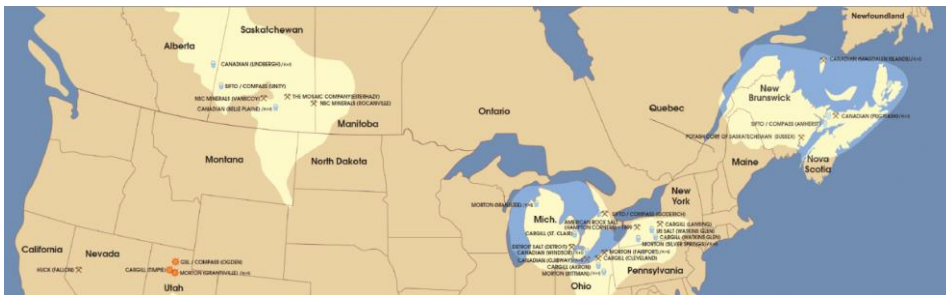 Newfoundland
Saskatchewan
Alberta
CANADIAN (MAGDALEN ISLANDS)/K+S
CANADIAN (LINDBERGH)/K+S
SIFTO / COMPASS (UNITY)
THE MOSAIC COMPANY(ESTERHAZY)
NSC MINERALS (VANSCOY)
NSC MINERALS (ROCANVILLE)
CANADIAN (BELLE PLAINE)/K+S
New
Brunswick
Ontario
Quebec
CANADIAN (PUGWASH)/K+S
SIFTO / COMPASS (AMHERST)
Manitoba
POTASH CORP OF SASKATCHEWAN (SUSSEX)
Montana
North Dakota
Maine
Nova
Scotia
New
York
MORTON (MANISTEE)/K+S
Mich.
SIFTO / COMPASS (GODERICH)
AMERICAN ROCK SALT
CARGILL (LANSING)
US SALT (WATKINS GLEN)
CARGILL (WATKINS GLEN)
CARGILL (ST. CLAIR)
MORTON (SILVER SPRINGS)/K+S
California
Nevada
DETROIT SALT (DETROIT)
CANADIAN (WINDSOR)/K+S
CANADIAN (OJIBWAY)/K+S
MORTON (FAIRPORT)/K+S
CARGILL (CLEVELAND)
GSL / COMPASS (OGDEN)
HUCK (FALLON)
CARGILL (TIMPIE)
MORTON (GRANTSVILLE)/K+S
CARGILL (AKRON)
MORTON (RITTMAN)/K+S
Pennsylvania
Utah
Ohio